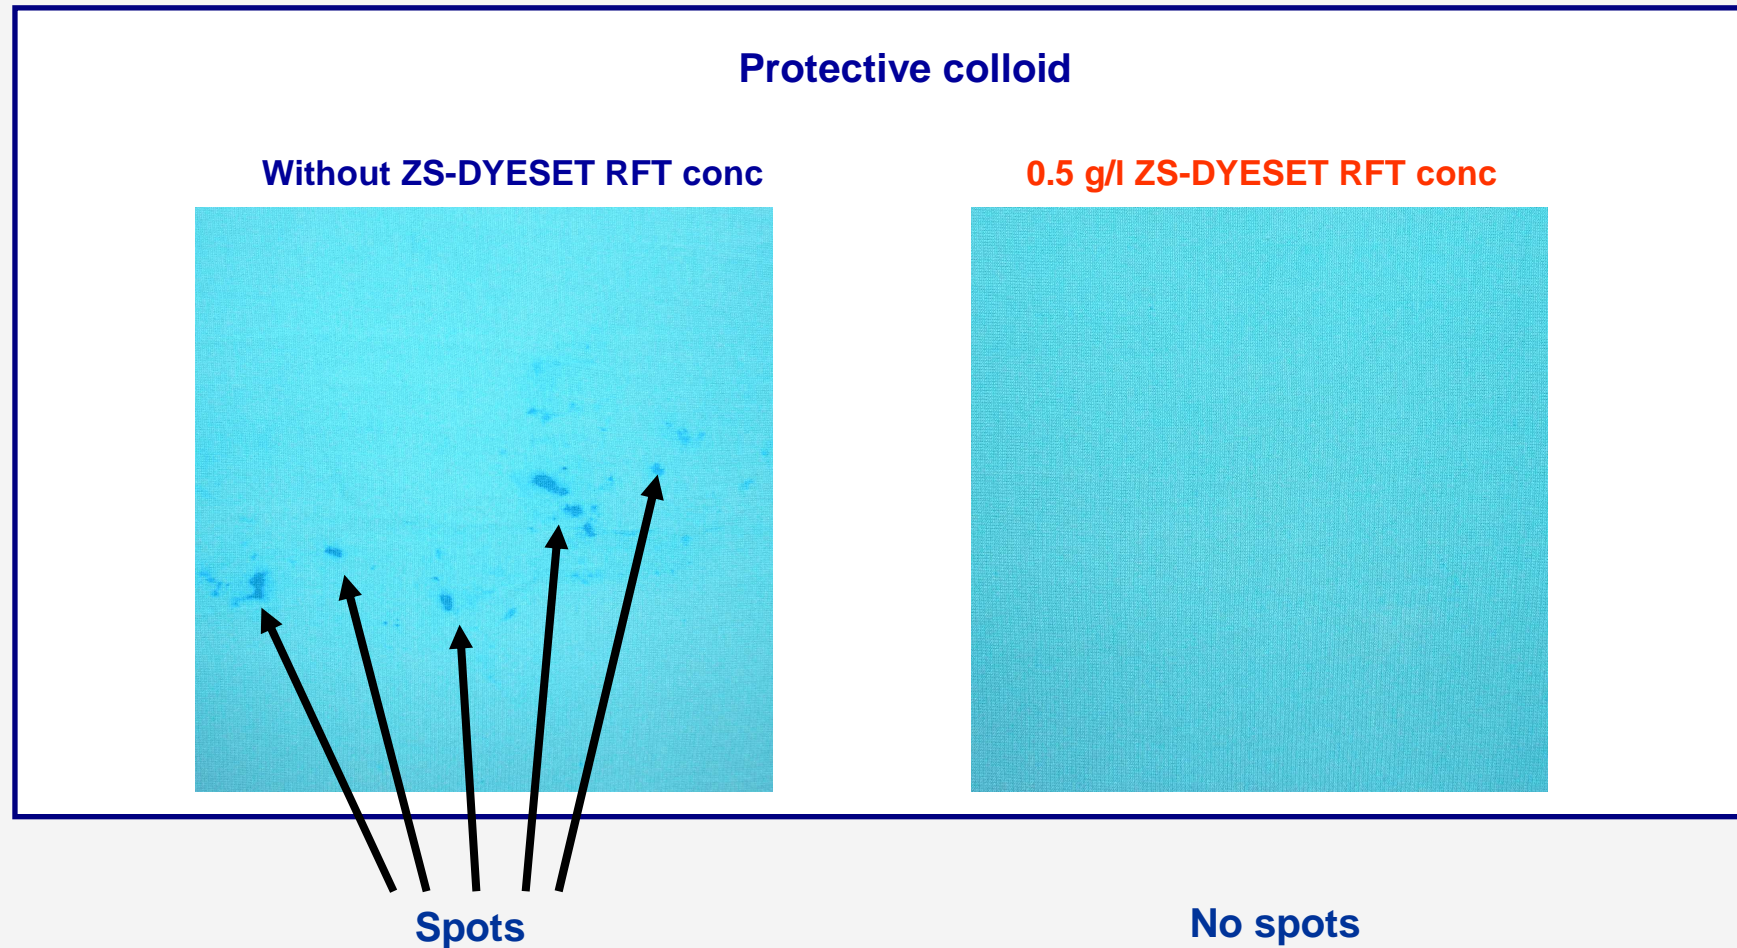 Protective colloid
Without ZS-DYESET RFT conc
0.5 g/l ZS-DYESET RFT conc
Spots
No spots